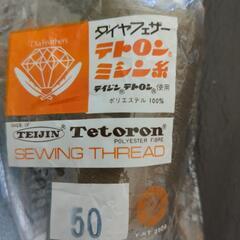 Dia Feathers
ダイヤフェザー
テトロン
ミシン糸
テイジンテトロン使用
ポリエステル 100%
TEIJIN Tetoron
POLYESTER FIBRE
SEWING THREAD
50